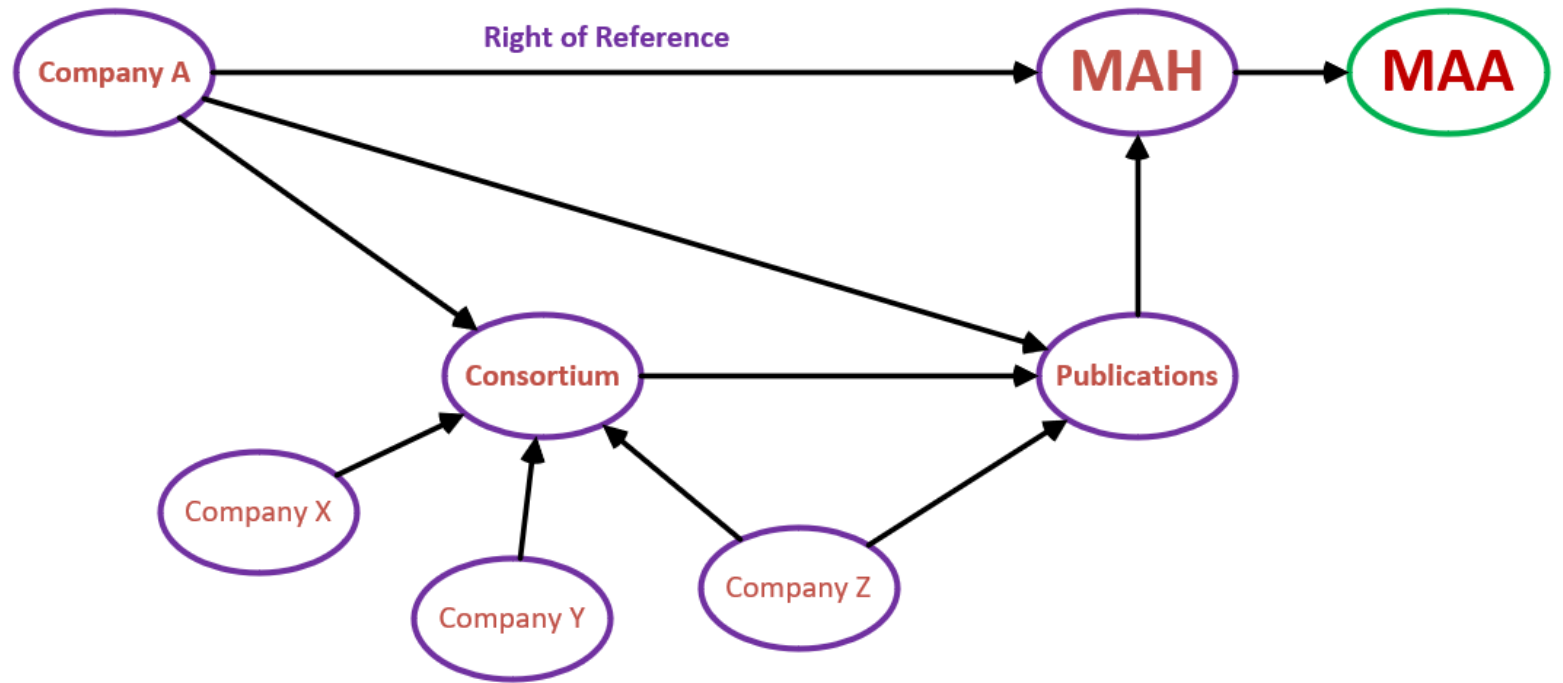 Right of Reference
Company A
MAH
MAA
Consortium
Publications
Company X
Company Z
Company Y